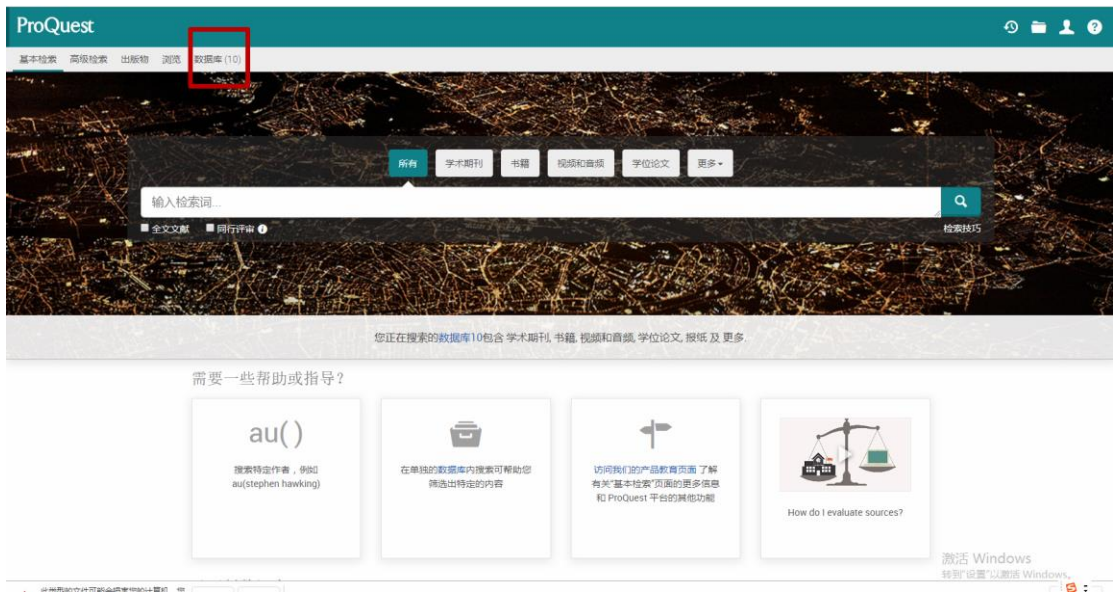 ProQuest
基本检索 高级检索 出版物 浏览 数据库 (10)
所有 学术期刊 书籍 视频和音频 学位论文 更多
输入检索词...
全文文献 同行评审 检索技巧
您正在搜索的数据库10包含 学术期刊, 书籍, 视频和音频, 学位论文, 报纸 及 更多.
需要一些帮助或指导?
au( )
搜索特定作者，例如
au(stephen hawking)
在单独的数据库内搜索可帮助您
筛选出特定的内容
访问我们的产品教育页面 了解
有关“基本检索”页面的更多信息
和 ProQuest 平台的其他功能
How do I evaluate sources?
激活 Windows
转到"设置"以激活 Windows。